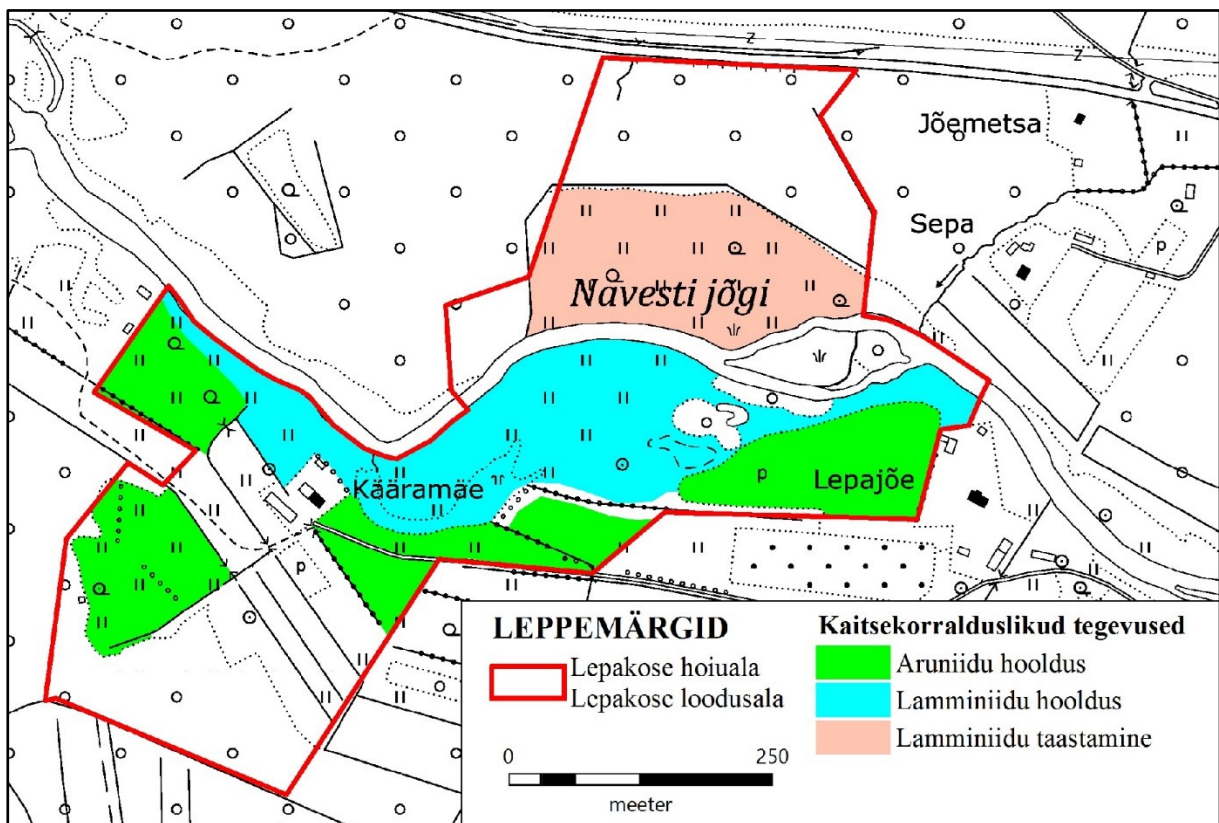 Z
Z
Jõemetsa
Sepa
p
Navesti jõgi
Kääramäe
p
Lepajõe
p
LEPPEMÄRGID
Lepakose hoiuala
Lepakose loodusala
0
250
meeter
Kaitsekorralduslikud tegevused
Aruniidu hooldus
Lamminiidu hooldus
Lamminiidu taastamine